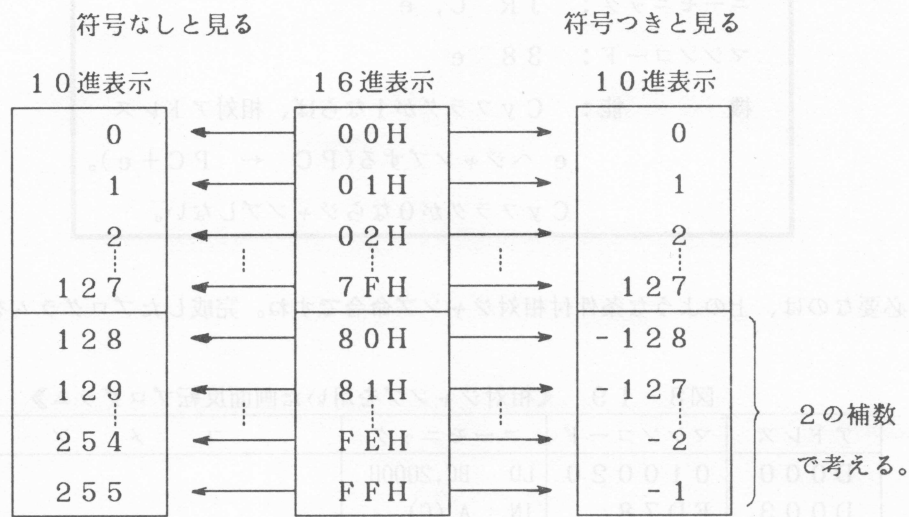 符号なしと見る 符号つきと見る
10進表示 16進表示 10進表示
0 00H 0
1 01H 1
2 02H 2
127 7FH 127
128 80H -128
129 81H -127
254 FEH -2
255 FFH -1
2の補数
で考える。